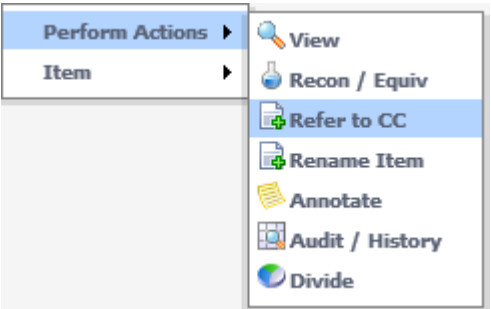 Perform Actions
Item
View
Recon / Equiv
Refer to CC
Rename Item
Annotate
Audit / History
Divide